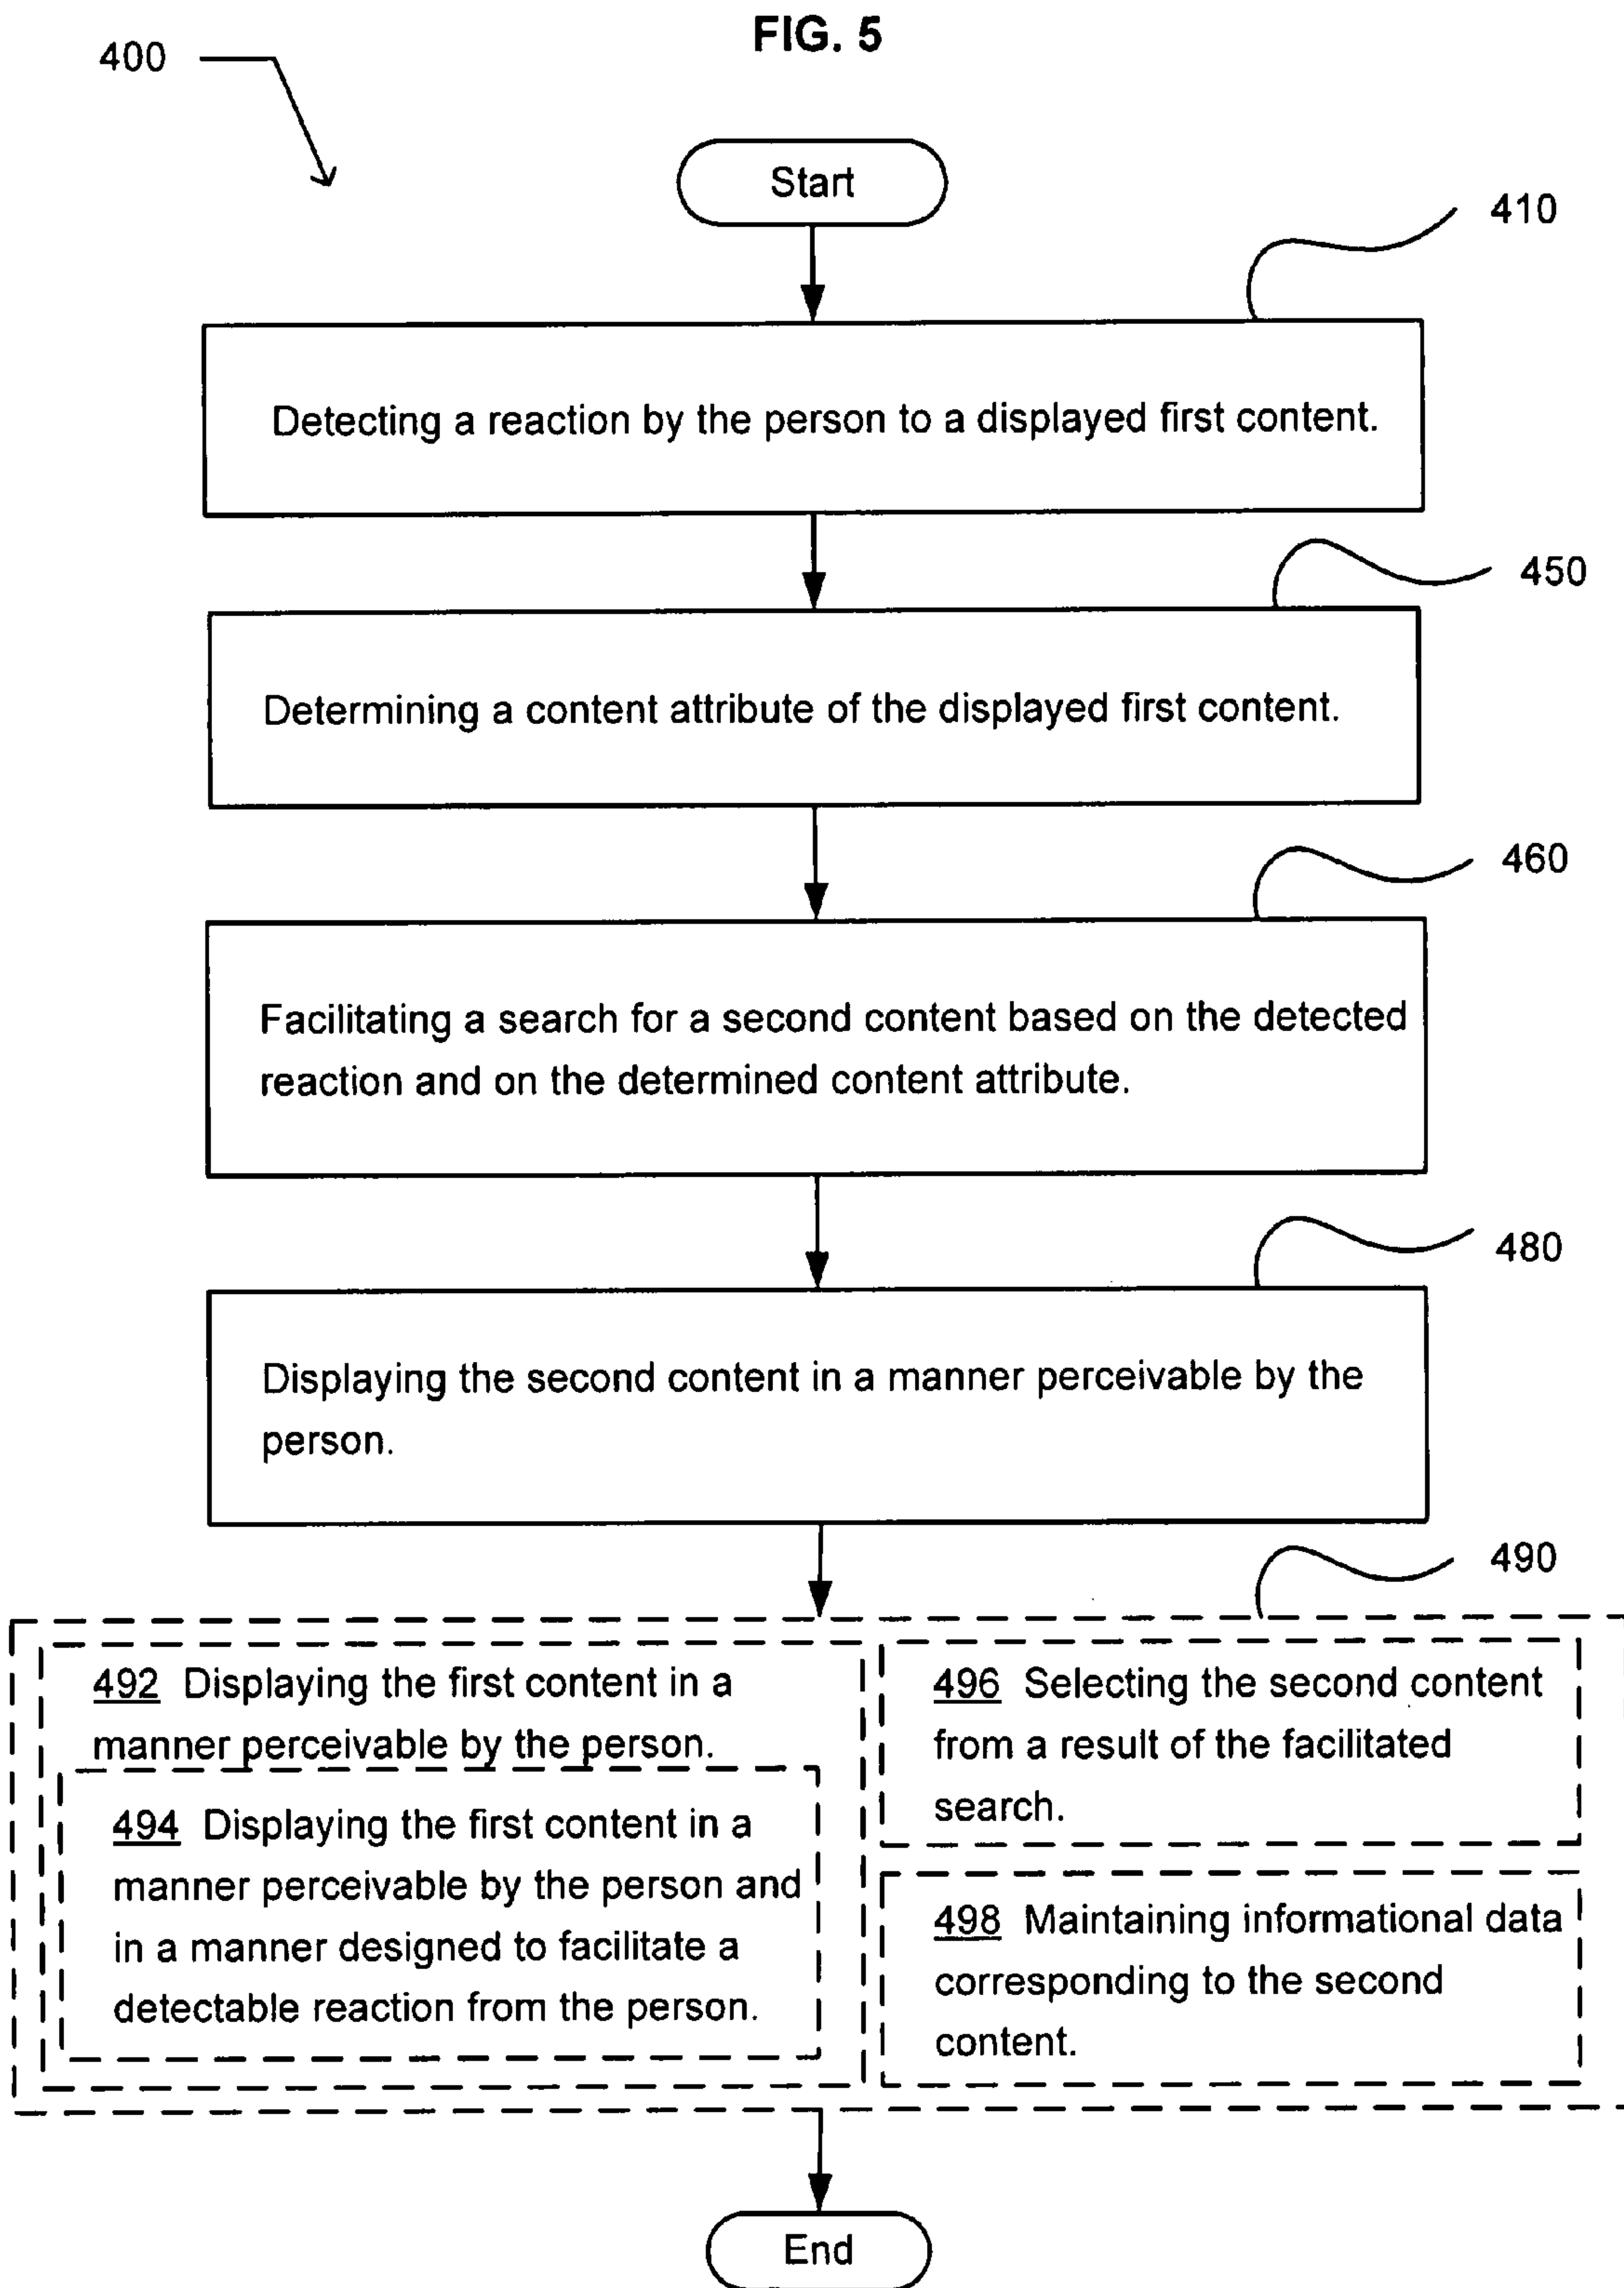 FIG. 5
400
Start
410
Detecting a reaction by the person to a displayed first content.
450
Determining a content attribute of the displayed first content.
460
Facilitating a search for a second content based on the detected
reaction and on the determined content attribute.
480
Displaying the second content in a manner perceivable by the
person.
490
492 Displaying the first content in a
manner perceivable by the person.
494 Displaying the first content in a
manner perceivable by the person and
in a manner designed to facilitate a
detectable reaction from the person.
496 Selecting the second content
from a result of the facilitated
search.
498 Maintaining informational data
corresponding to the second
content.
End